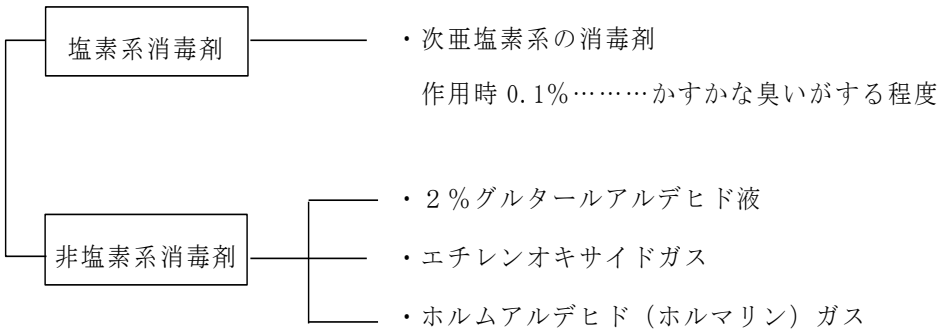 塩素系消毒剤
・次亜塩素系の消毒剤
作用時 0.1%………かすかな臭いがする程度
非塩素系消毒剤
・２％グルタールアルデヒド液
・エチレンオキサイドガス
・ホルムアルデヒド（ホルマリン）ガス